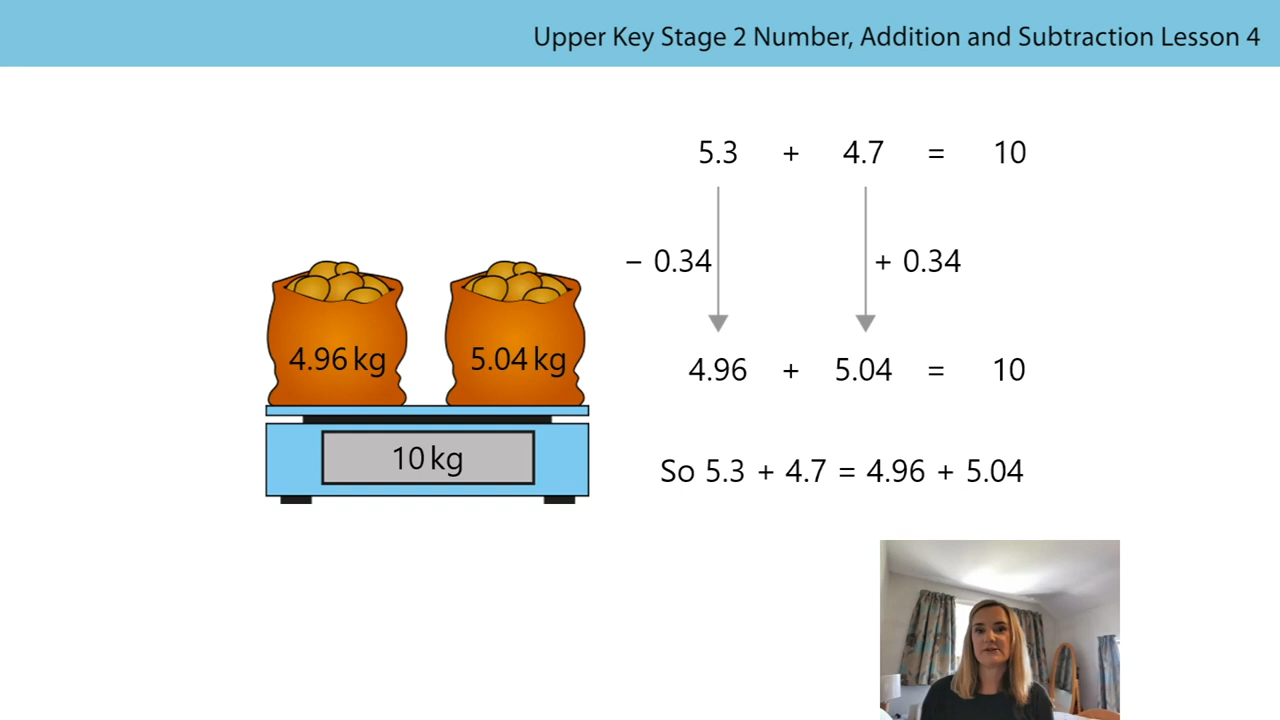 Upper Key Stage 2 Number, Addition and Subtraction Lesson 4
5.3 + 4.7 = 10
− 0.34 + 0.34
4.96 + 5.04 = 10
So 5.3 + 4.7 = 4.96 + 5.04
4.96 kg 5.04 kg
10 kg